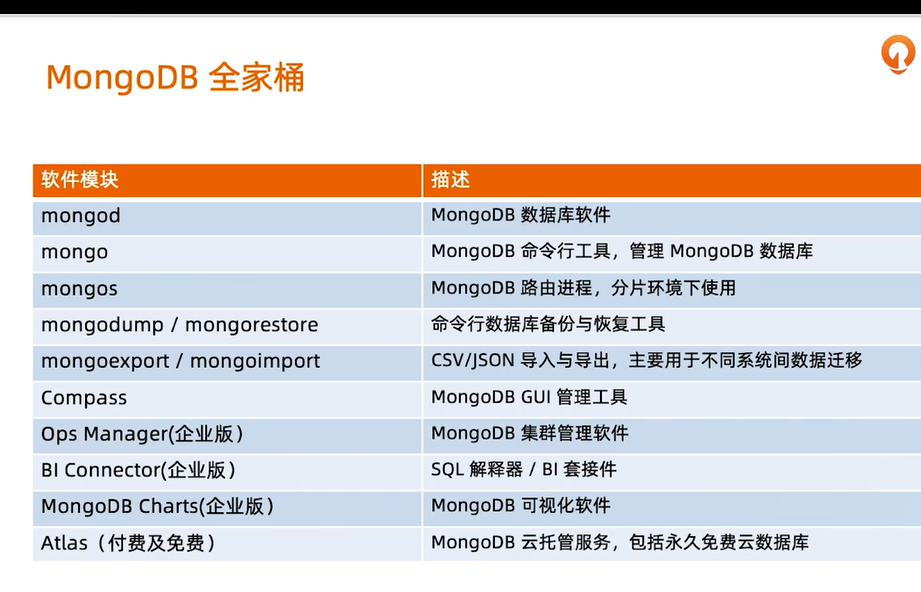 MongoDB 全家桶
软件模块 描述
mongod MongoDB 数据库软件
mongo MongoDB 命令行工具，管理 MongoDB 数据库
mongos MongoDB 路由进程，分片环境下使用
mongodump / mongorestore 命令行数据库备份与恢复工具
mongoexport / mongoimport CSV/JSON 导入与导出，主要用于不同系统间数据迁移
Compass MongoDB GUI 管理工具
Ops Manager(企业版） MongoDB 集群管理软件
BI Connector(企业版） SQL 解释器 / BI 套接件
MongoDB Charts(企业版） MongoDB 可视化软件
Atlas（付费及免费） MongoDB 云托管服务，包括永久免费云数据库